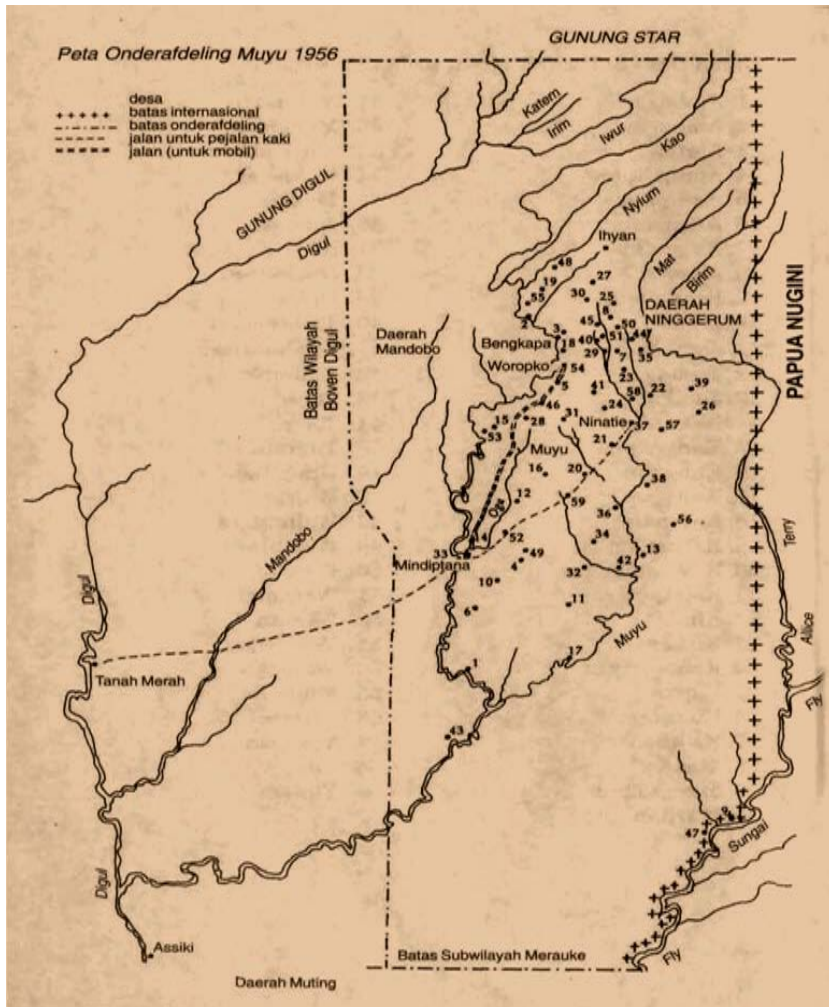 Peta Onderafdeling Muyu 1956
GUNUNG STAR
desa
batas internasional
batas onderafdeling
jalan untuk pejalan kaki
jalan (untuk mobil)
Katem
Irim
Iwur
Kao
GUNUNG DIGUL
Digul
Nyium
Ihyan
Mat
Birim
48
27
19
30
25
55
8
DAERAH
NINGGERUM
2
3
45
50
Daerah
Mandobo
Bengkapa
18
40
51
44
Woropko
29
7
35
54
23
5
41
58
22
39
46
24
26
PAPUA NUGINI
Batas Wilayah
Boven Digul
15
28
31
Ninatie
37
57
53
21
Muyu
16
20
38
12
59
36
56
14
52
34
33
49
13
Mindiptana
4
32
42
Mandobo
10
11
6
Terry
Digul
Muyu
17
1
Alice
Tanah Merah
Fly
43
9
47
Sungai
Digul
Assiki
Batas Subwilayah Merauke
Fly
Daerah Muting